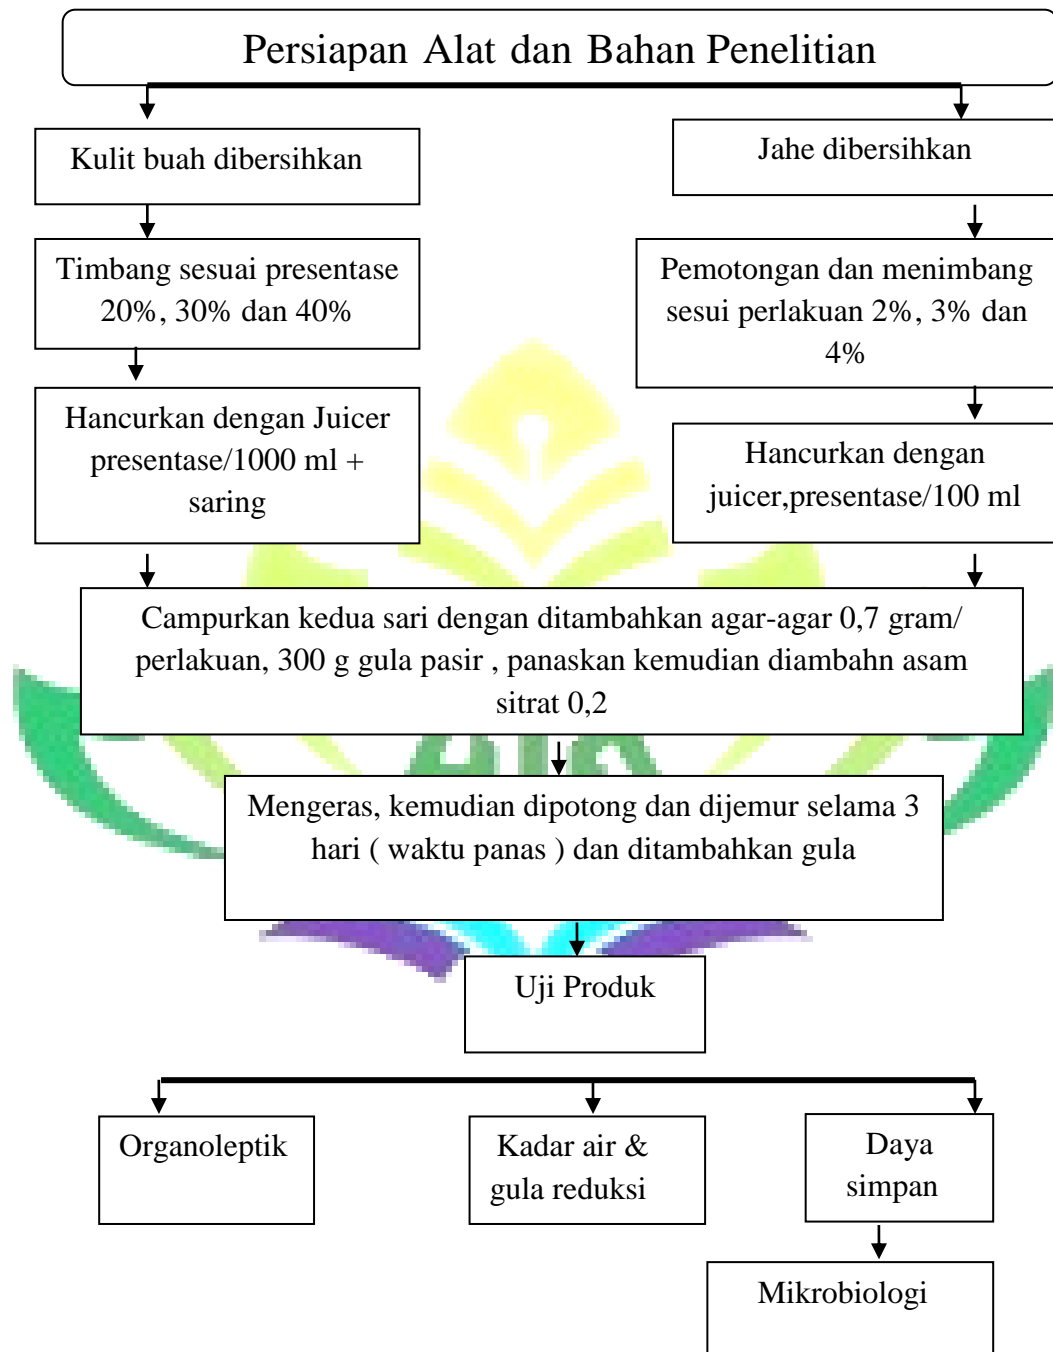 Persiapan Alat dan Bahan Penelitian
Kulit buah dibersihkan
Jahe dibersihkan
Timbang sesuai presentase
20%, 30% dan 40%
Pemotongan dan menimbang
sesui perlakuan 2%, 3% dan
4%
Hancurkan dengan Juicer
presentase/1000 ml +
saring
Hancurkan dengan
juicer,presentase/100 ml
Campurkan kedua sari dengan ditambahkan agar-agar 0,7 gram/
perlakuan, 300 g gula pasir , panaskan kemudian diambahn asam
sitrat 0,2
Mengeras, kemudian dipotong dan dijemur selama 3
hari ( waktu panas ) dan ditambahkan gula
Uji Produk
Organoleptik
Kadar air &
gula reduksi
Daya
simpan
Mikrobiologi